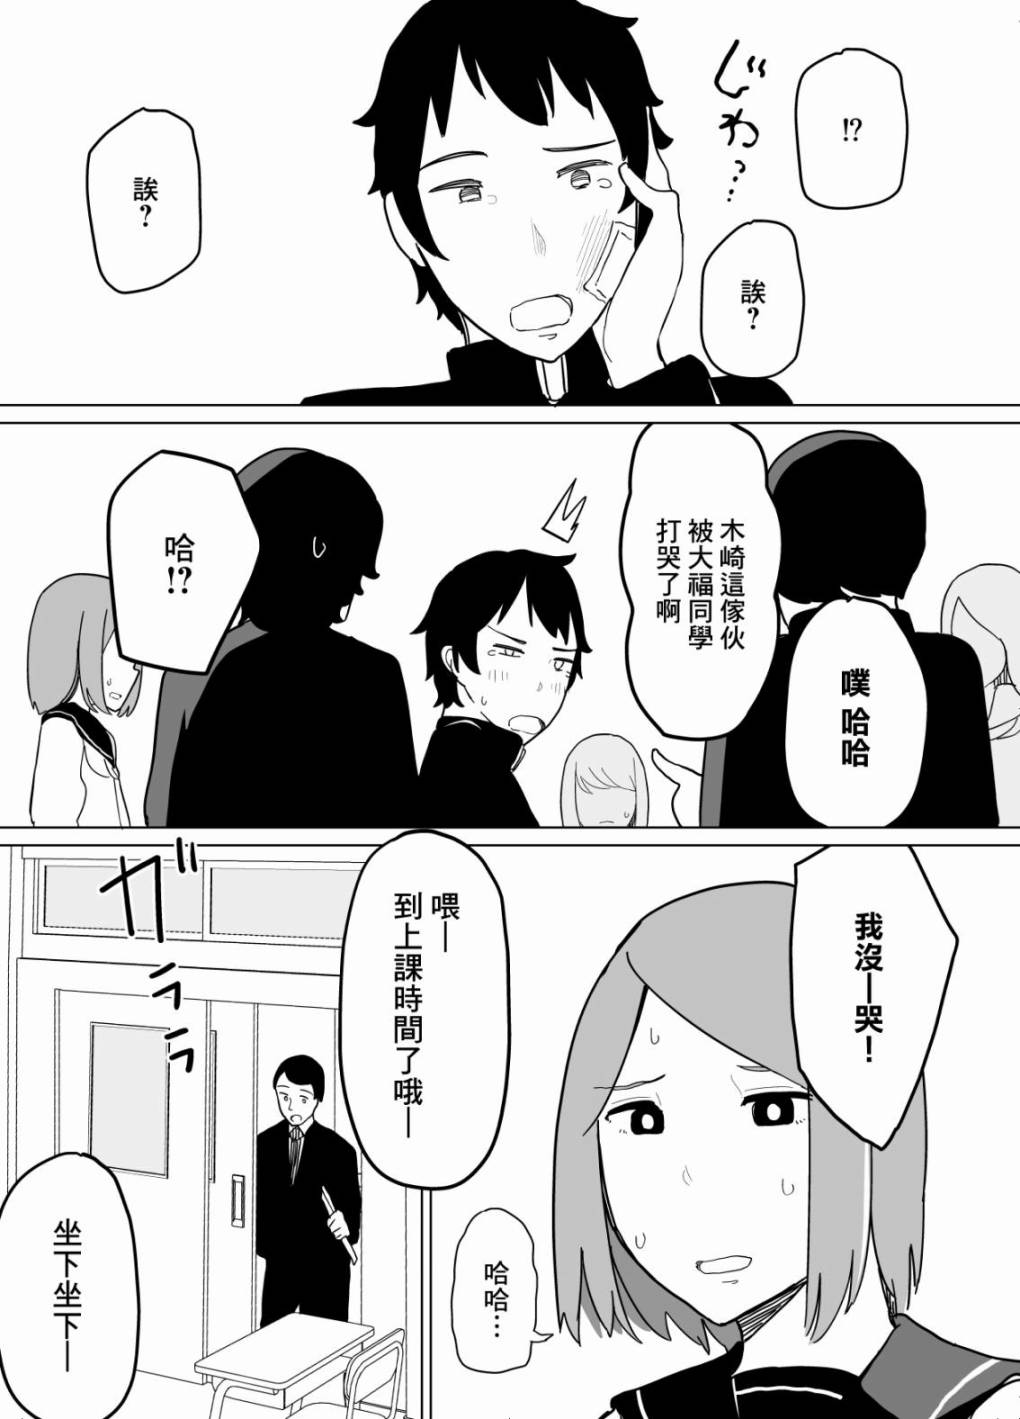 !?
じわ?…
誒?
誒?
木崎這傢伙
被大福同學
打哭了啊
噗哈哈
哈!?
我沒—哭!
喂—
到上課時間了哦—
ガララ
哈哈…
坐下坐下—